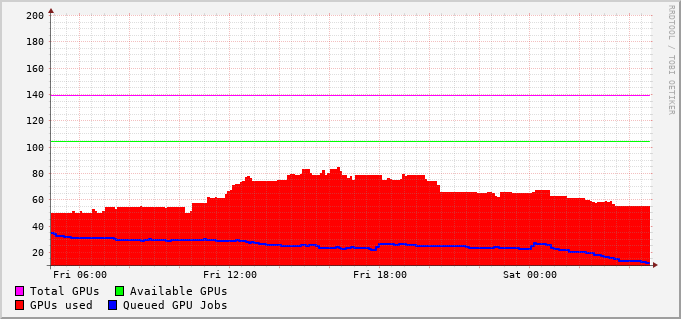 200
180
160
140
120
100
80
60
40
20
Fri 06:00 Fri 12:00 Fri 18:00 Sat 00:00
Total GPUs Available GPUs
GPUs used Queued GPU Jobs
RRDTOOL / TOBI OETIKER